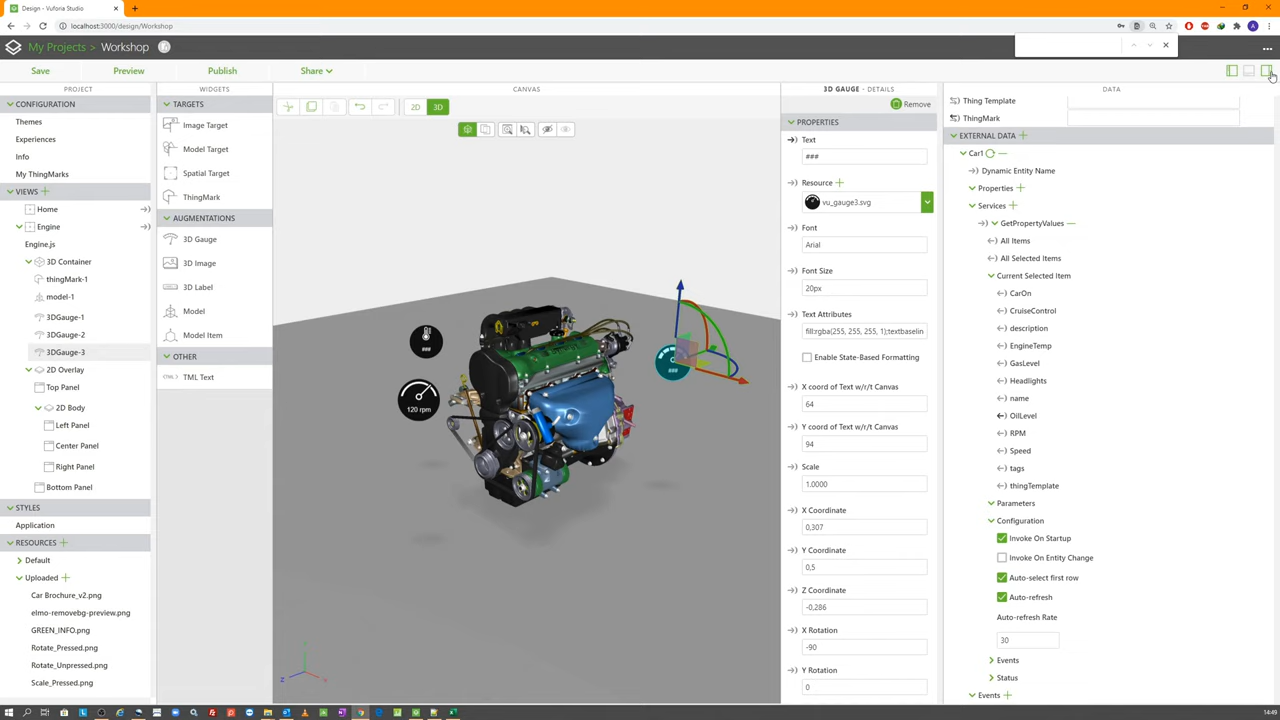 Design - Vuforia Studio
localhost:3000/design/Workshop
My Projects > Workshop
Save Preview Publish Share
PROJECT
CONFIGURATION
Themes
Experiences
Info
My ThingMarks
VIEWS
Home
Engine
Engine.js
3D Container
thingMark-1
model-1
3DGauge-1
3DGauge-2
3DGauge-3
2D Overlay
Top Panel
2D Body
Left Panel
Center Panel
Right Panel
Bottom Panel
STYLES
Application
RESOURCES
Default
Uploaded
Car Brochure_v2.png
elmo-removebg-preview.png
GREEN_INFO.png
Rotate_Pressed.png
Rotate_Unpressed.png
Scale_Pressed.png
WIDGETS
TARGETS
Image Target
Model Target
Spatial Target
ThingMark
AUGMENTATIONS
3D Gauge
3D Image
3D Label
Model
Model Item
OTHER
3D Text
CANVAS
2D 3D
###
120 rpm
###
3D GAUGE - DETAILS
Remove
PROPERTIES
Text
###
Resource
vu_gauge3.svg
Font
Arial
Font Size
20px
Text Attributes
fill:rgba(255, 255, 255, 1);textbaselin
Enable State-Based Formatting
X coord of Text w/r/t Canvas
64
Y coord of Text w/r/t Canvas
94
Scale
1.0000
X Coordinate
0,307
Y Coordinate
0,5
Z Coordinate
-0,286
X Rotation
-90
Y Rotation
0
DATA
Thing Template
ThingMark
EXTERNAL DATA
Car1
Dynamic Entity Name
Properties
Services
GetPropertyValues
All Items
All Selected Items
Current Selected Item
CarOn
CruiseControl
description
EngineTemp
GasLevel
Headlights
name
OilLevel
RPM
Speed
tags
thingTemplate
Parameters
Configuration
Invoke On Startup
Invoke On Entity Change
Auto-select first row
Auto-refresh
Auto-refresh Rate
30
Events
Status
Events
14:49